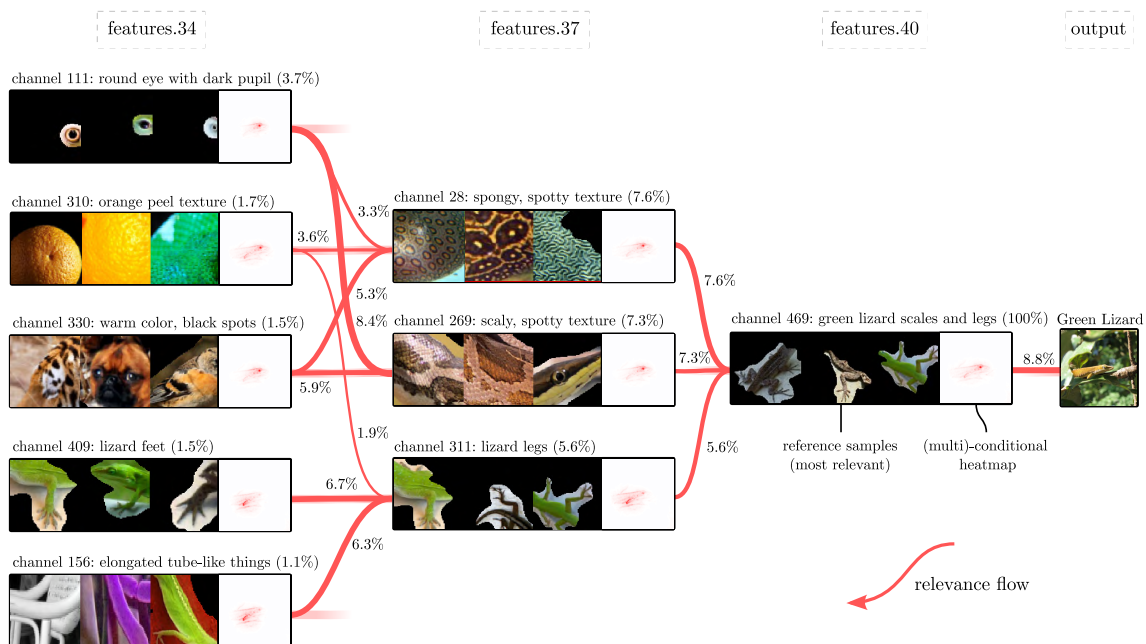 features.34
features.37
features.40
output
channel 111: round eye with dark pupil (3.7%)
channel 310: orange peel texture (1.7%)
channel 330: warm color, black spots (1.5%)
channel 409: lizard feet (1.5%)
channel 156: elongated tube-like things (1.1%)
3.3%
3.6%
5.3%
8.4%
5.9%
1.9%
6.7%
6.3%
channel 28: spongy, spotty texture (7.6%)
channel 269: scaly, spotty texture (7.3%)
channel 311: lizard legs (5.6%)
7.6%
7.3%
5.6%
channel 469: green lizard scales and legs (100%)
reference samples
(most relevant)
(multi)-conditional
heatmap
8.8%
Green Lizard
relevance flow